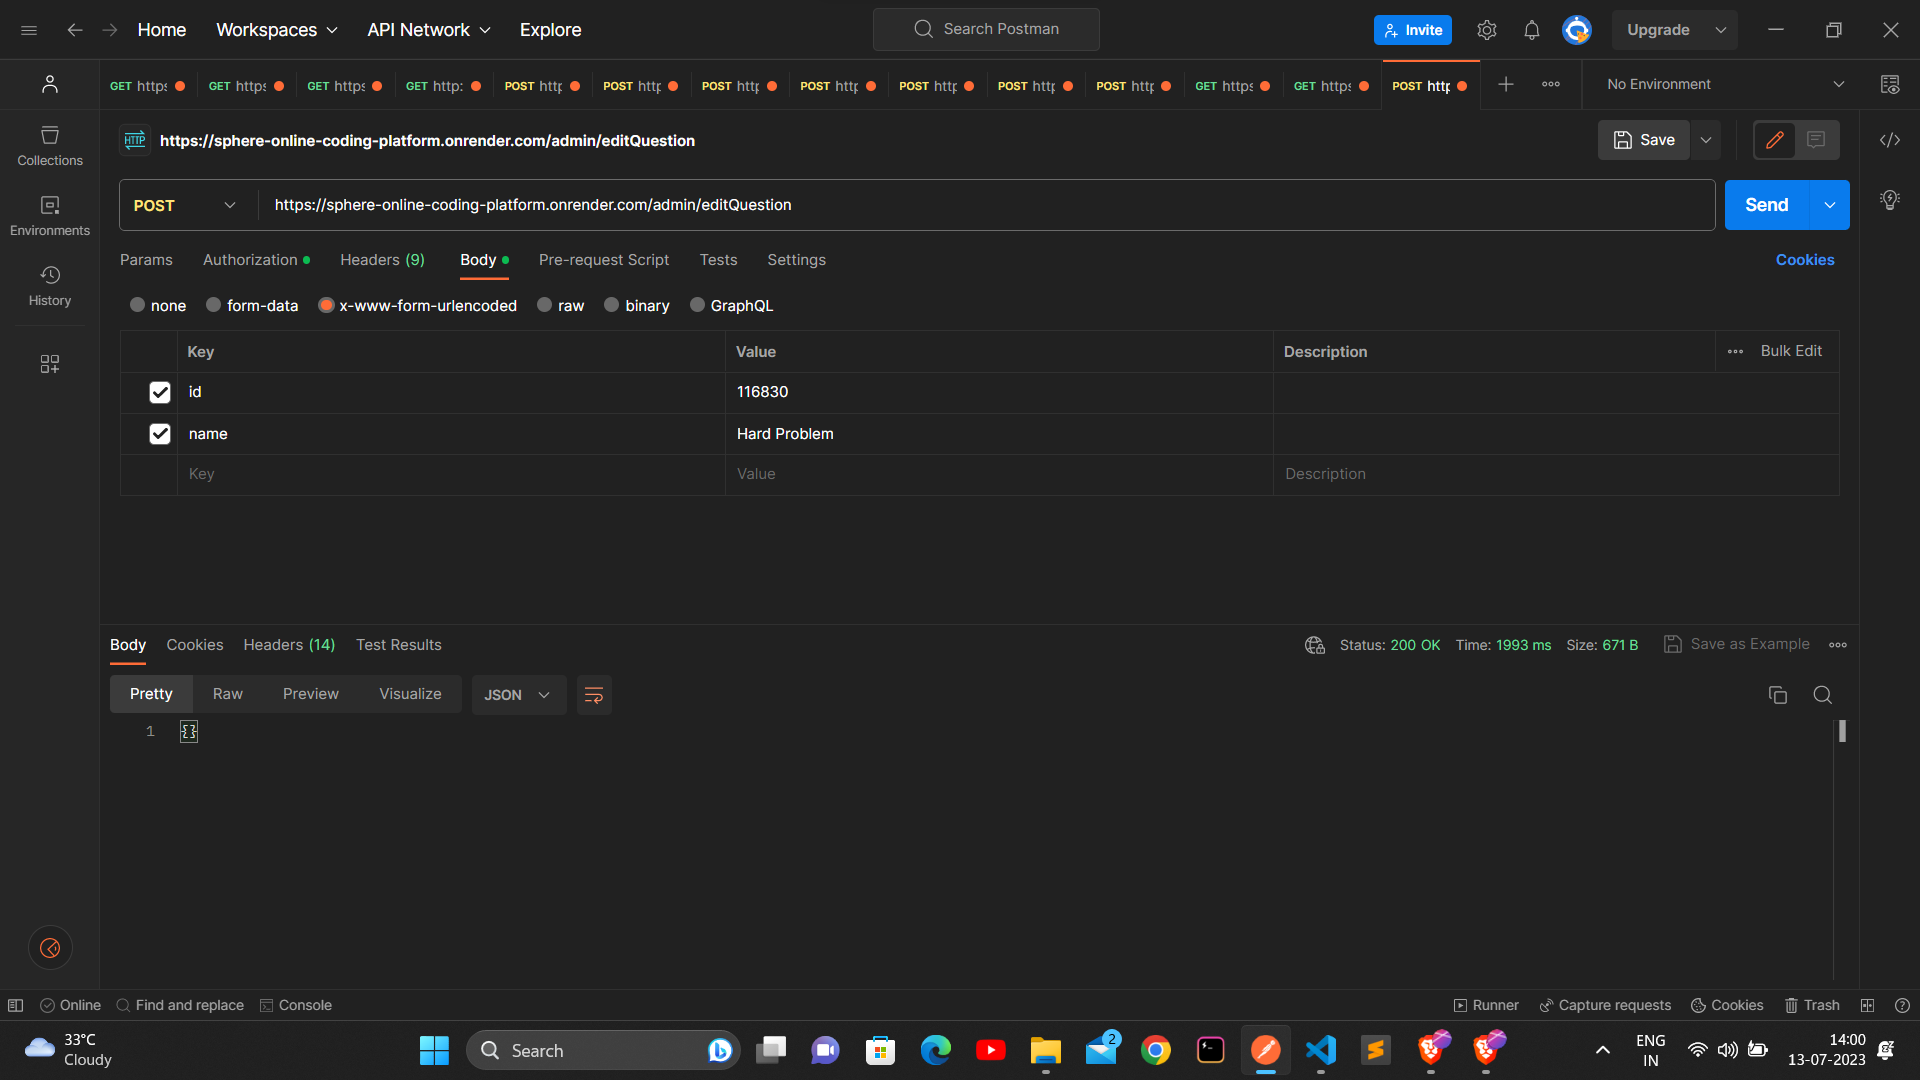 Home Workspaces API Network Explore Search Postman Invite Upgrade
GET https GET https GET https GET http: POST http POST http POST http POST http POST http POST http POST http GET https GET https POST http No Environment
HTTP https://sphere-online-coding-platform.onrender.com/admin/editQuestion Save
Collections
POST https://sphere-online-coding-platform.onrender.com/admin/editQuestion Send
Environments
Params Authorization Headers (9) Body Pre-request Script Tests Settings Cookies
History
none form-data x-www-form-urlencoded raw binary GraphQL
Key Value Description Bulk Edit
id 116830
name Hard Problem
Key Value Description
Body Cookies Headers (14) Test Results Status: 200 OK Time: 1993 ms Size: 671 B Save as Example
Pretty Raw Preview Visualize JSON
1 {}
Online Find and replace Console Runner Capture requests Cookies Trash
33°C
Cloudy
Search
2
ENG
IN
14:00
13-07-2023